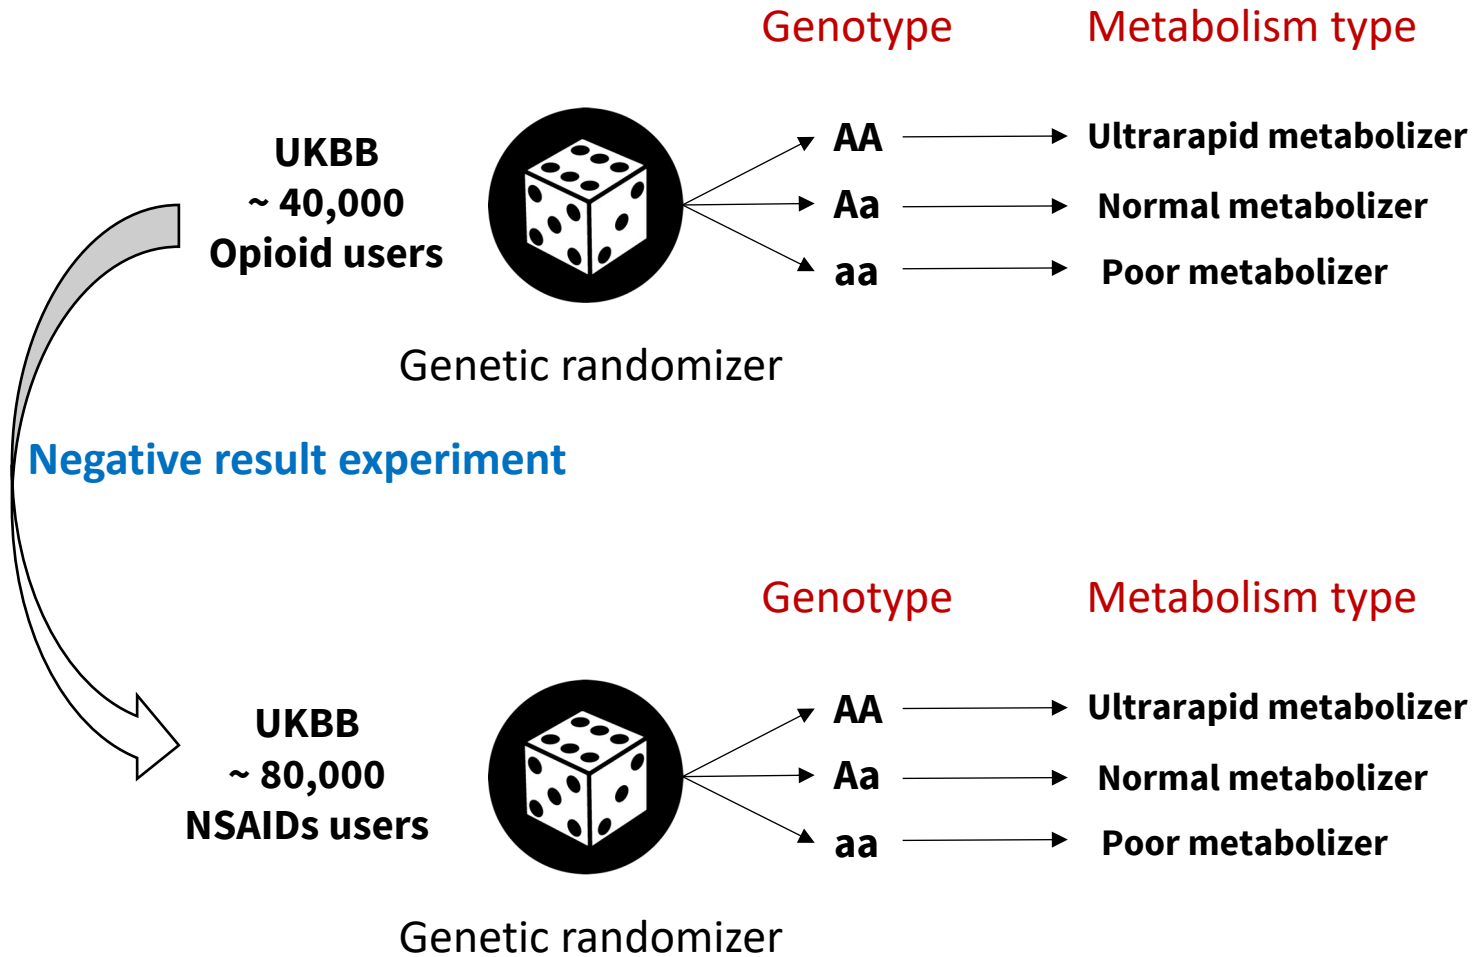 Genotype Metabolism type
UKBB
~ 40,000
Opioid users
AA Ultrarapid metabolizer
Aa Normal metabolizer
aa Poor metabolizer
Genetic randomizer
Negative result experiment
Genotype Metabolism type
UKBB
~ 80,000
NSAIDs users
AA Ultrarapid metabolizer
Aa Normal metabolizer
aa Poor metabolizer
Genetic randomizer